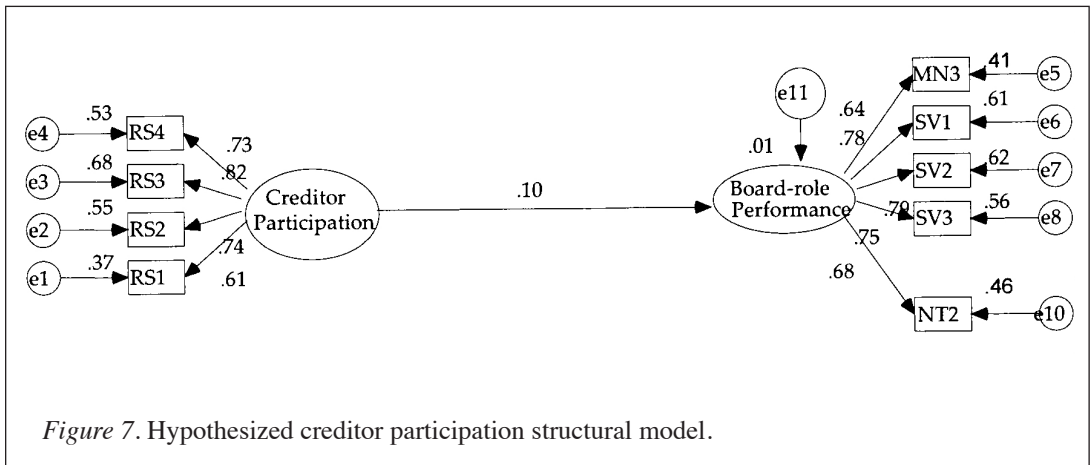 .41
MN3
e5
e11
.61
.64
SV1
e6
.53
.78
e4
RS4
.73
.01
.62
SV2
e7
.68
.82
e3
RS3
Creditor
Participation
.10
Board-role
Performance
.79
SV3
.56
e8
.55
e2
RS2
.74
.75
.37
e1
RS1
.61
.68
.46
NT2
e10
Figure 7. Hypothesized creditor participation structural model.